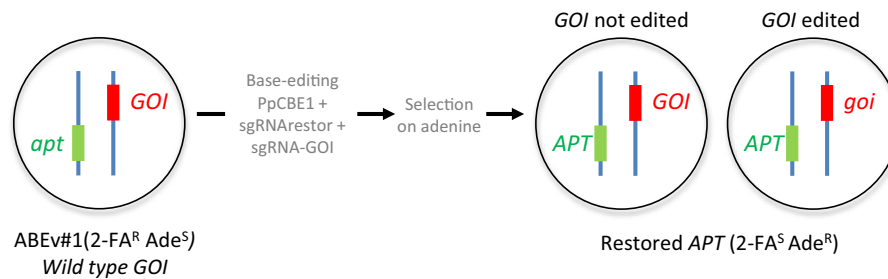 GOI not edited
GOI edited
apt
GOI
Base-editing
PpCBE1 +
sgRNArestor +
sgRNA-GOI
Selection
on adenine
APT
GOI
APT
goi
ABEv#1(2-FAᴿ Adeˢ)
Wild type GOI
Restored APT (2-FAˢ Adeᴿ)